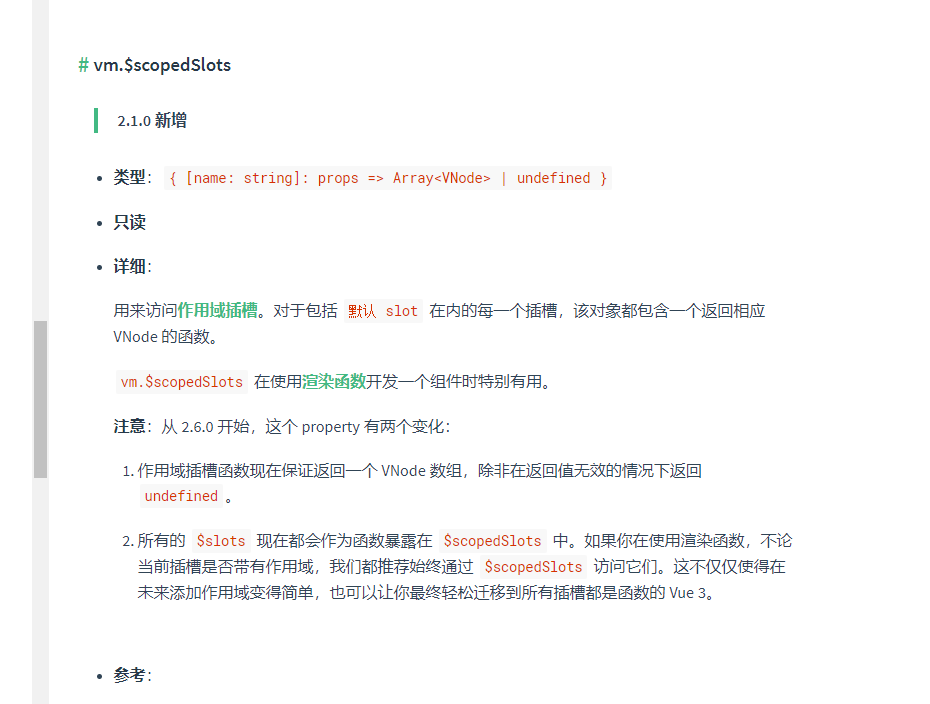 # vm.$scopedSlots
2.1.0 新增
类型： { [name: string]: props => Array<VNode> | undefined }
只读
详细：
用来访问作用域插槽。对于包括 默认 slot 在内的每一个插槽，该对象都包含一个返回相应
VNode 的函数。
vm.$scopedSlots 在使用渲染函数开发一个组件时特别有用。
注意：从 2.6.0 开始，这个 property 有两个变化：
1. 作用域插槽函数现在保证返回一个 VNode 数组，除非在返回值无效的情况下返回
undefined 。
2. 所有的 $slots 现在都会作为函数暴露在 $scopedSlots 中。如果你在使用渲染函数，不论
当前插槽是否带有作用域，我们都推荐始终通过 $scopedSlots 访问它们。这不仅仅使得在
未来添加作用域变得简单，也可以让你最终轻松迁移到所有插槽都是函数的 Vue 3。
参考：